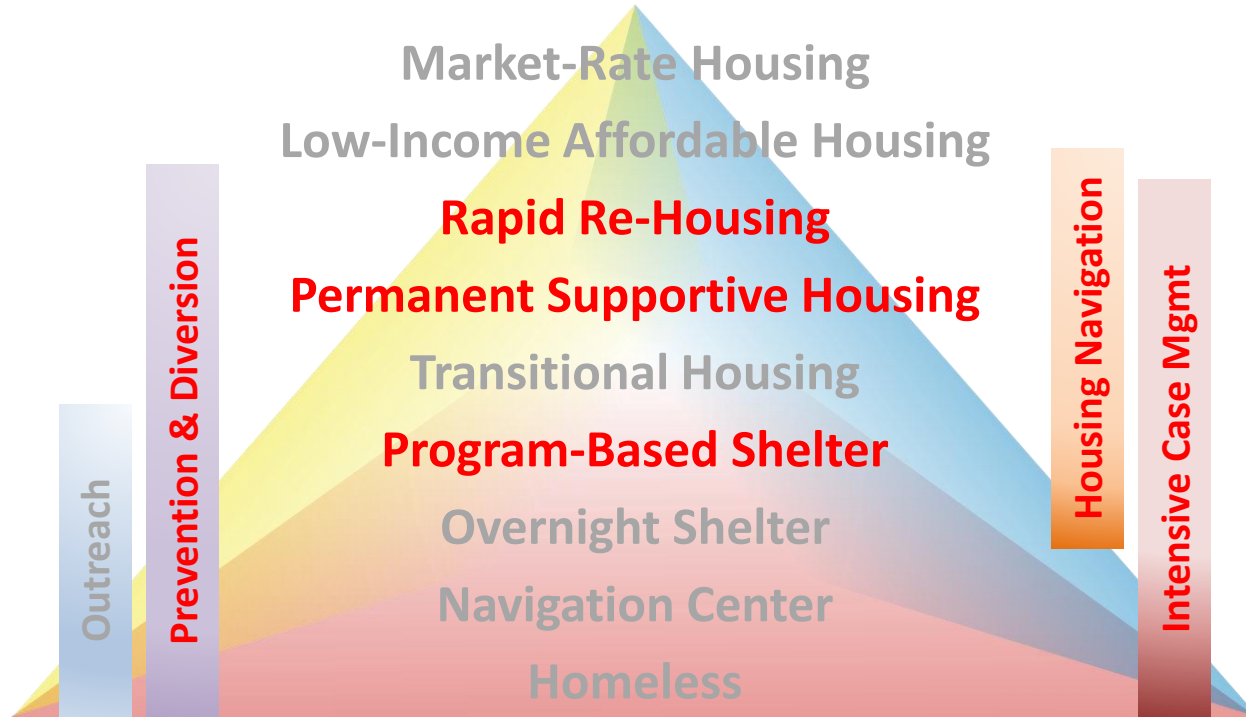 Market-Rate Housing
Low-Income Affordable Housing
Rapid Re-Housing
Permanent Supportive Housing
Transitional Housing
Program-Based Shelter
Overnight Shelter
Navigation Center
Homeless
Outreach
Prevention & Diversion
Housing Navigation
Intensive Case Mgmt